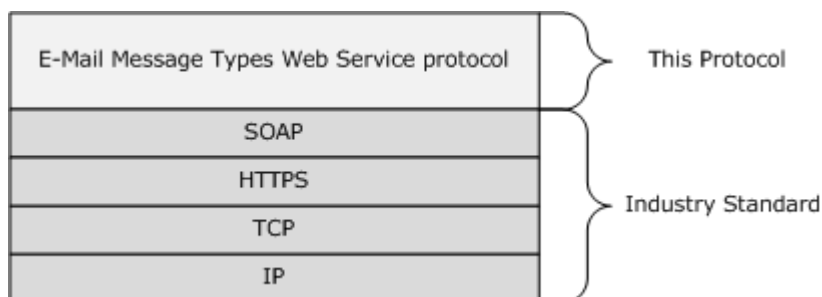 E-Mail Message Types Web Service protocol
This Protocol
SOAP
HTTPS
TCP
IP
Industry Standard